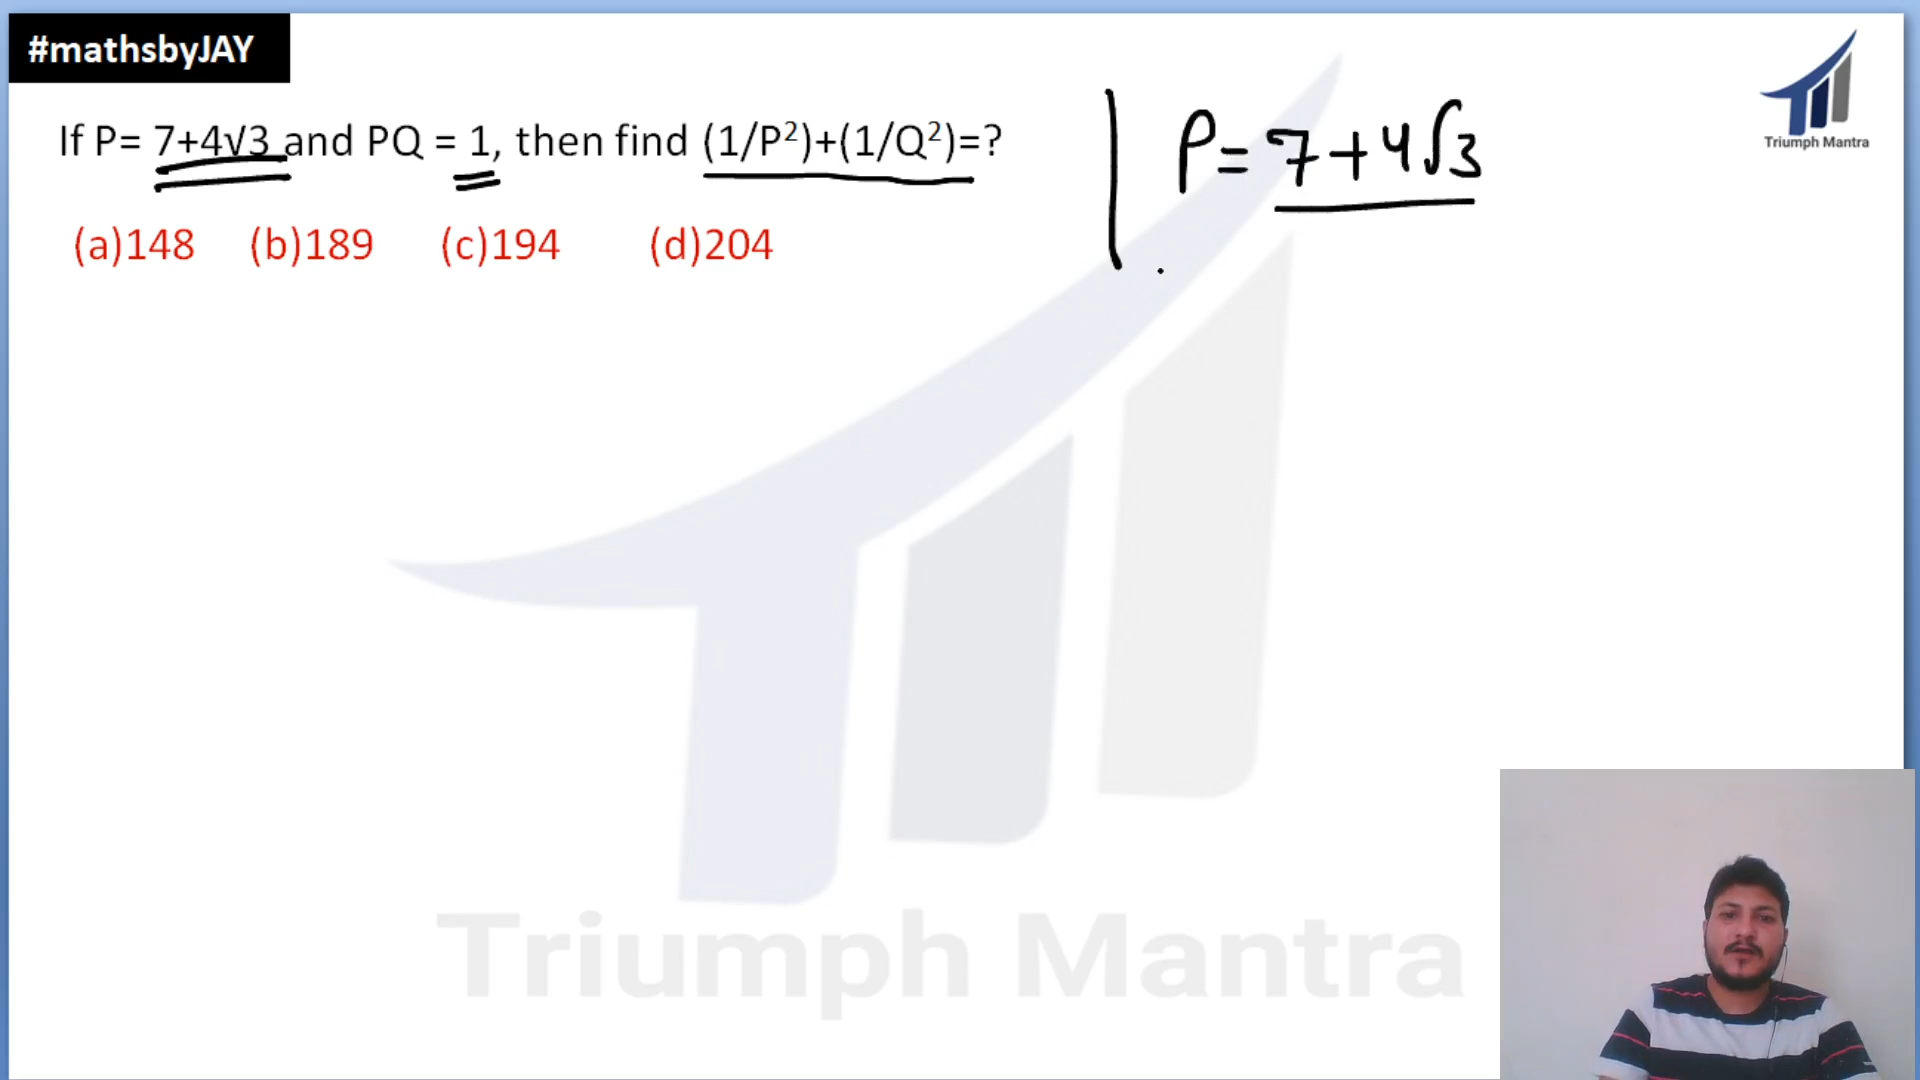 #mathsbyJAY
Triumph Mantra
If P= 7+4√3 and PQ = 1, then find (1/P²)+(1/Q²)=?
P = 7 + 4√3
(a)148 (b)189 (c)194 (d)204
Triumph Mantra